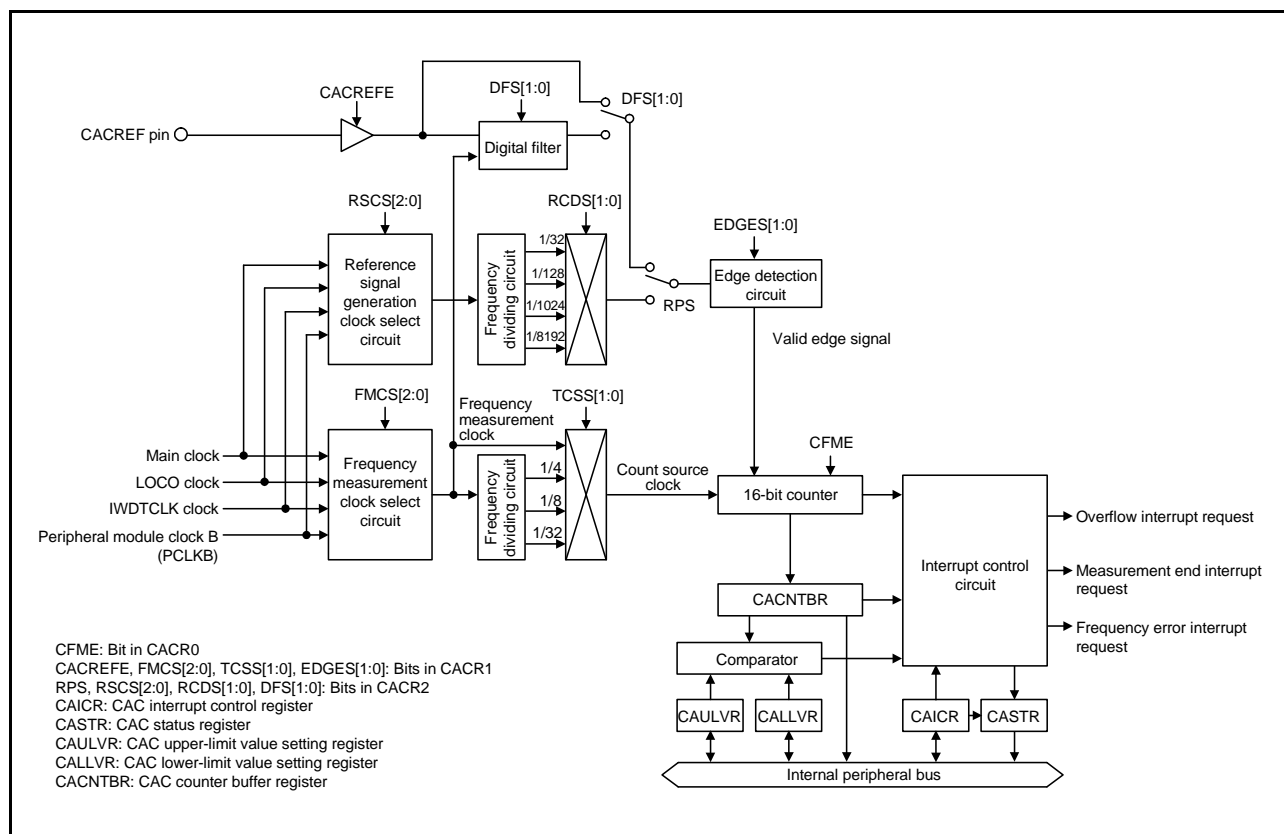 CACREFE
CACREF pin
DFS[1:0]
DFS[1:0]
Digital filter
RSCS[2:0]
Reference
signal
generation
clock select
circuit
Frequency
dividing circuit
RCDS[1:0]
1/32
1/128
1/1024
1/8192
RPS
EDGES[1:0]
Edge detection
circuit
Valid edge signal
FMCS[2:0]
Frequency
measurement
clock select
circuit
Main clock
LOCO clock
IWDTCLK clock
Peripheral module clock B
(PCLKB)
Frequency
measurement
clock
Frequency
dividing circuit
TCSS[1:0]
1/4
1/8
1/32
Count source
clock
CFME
16-bit counter
CACNTBR
Comparator
CAULVR
CALLVR
Interrupt control
circuit
CAICR
CASTR
Overflow interrupt request
Measurement end interrupt
request
Frequency error interrupt
request
Internal peripheral bus
CFME: Bit in CACR0
CACREFE, FMCS[2:0], TCSS[1:0], EDGES[1:0]: Bits in CACR1
RPS, RSCS[2:0], RCDS[1:0], DFS[1:0]: Bits in CACR2
CAICR: CAC interrupt control register
CASTR: CAC status register
CAULVR: CAC upper-limit value setting register
CALLVR: CAC lower-limit value setting register
CACNTBR: CAC counter buffer register